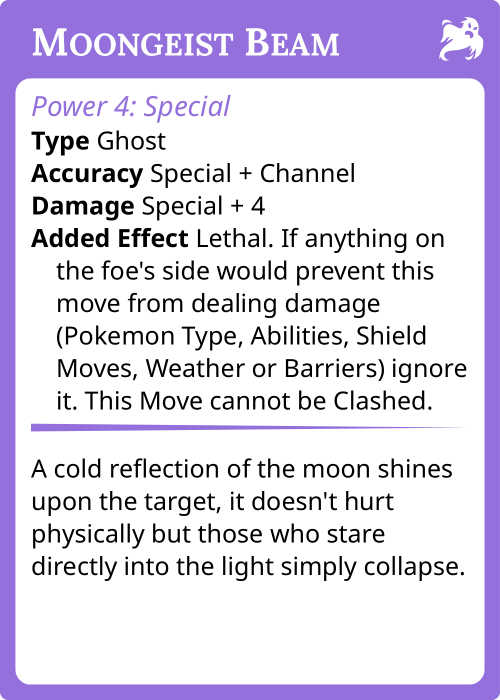 Moongeist Beam
Power 4: Special
Type Ghost
Accuracy Special + Channel
Damage Special + 4
Added Effect Lethal. If anything on
the foe's side would prevent this
move from dealing damage
(Pokemon Type, Abilities, Shield
Moves, Weather or Barriers) ignore
it. This Move cannot be Clashed.
A cold reflection of the moon shines
upon the target, it doesn't hurt
physically but those who stare
directly into the light simply collapse.